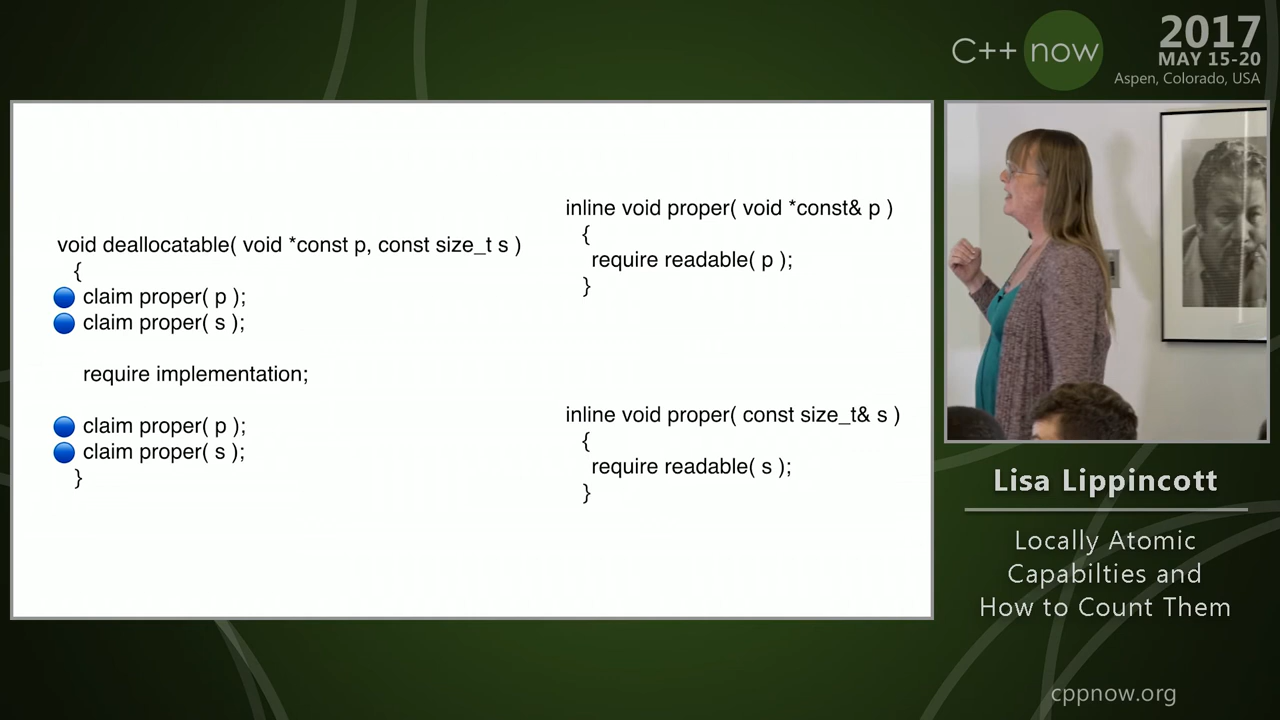 C++ now
2017
MAY 15-20
Aspen, Colorado, USA
void deallocatable( void *const p, const size_t s )
{
claim proper( p );
claim proper( s );
require implementation;
claim proper( p );
claim proper( s );
}
inline void proper( void *const& p )
{
require readable( p );
}
inline void proper( const size_t& s )
{
require readable( s );
}
Lisa Lippincott
Locally Atomic
Capabilties and
How to Count Them
cppnow.org